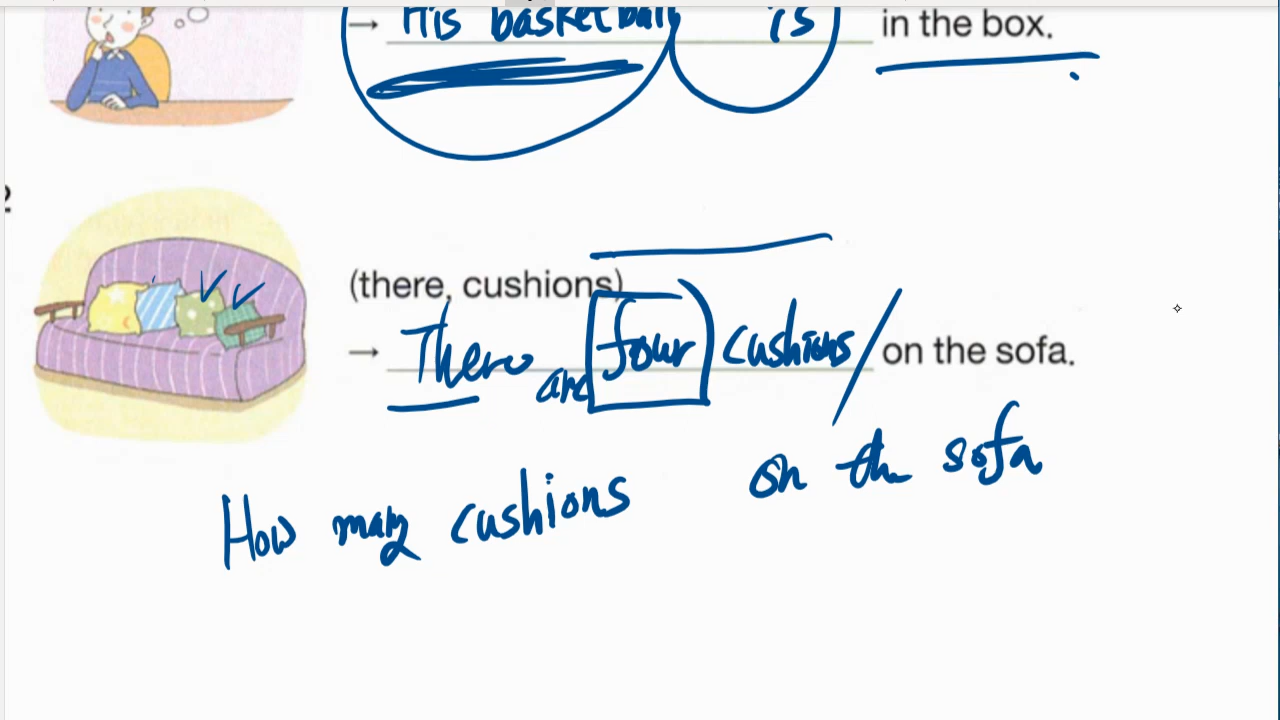 → His basketball is in the box.
2
(there, cushions)
→ There are four cushions / on the sofa.
How many cushions on the sofa